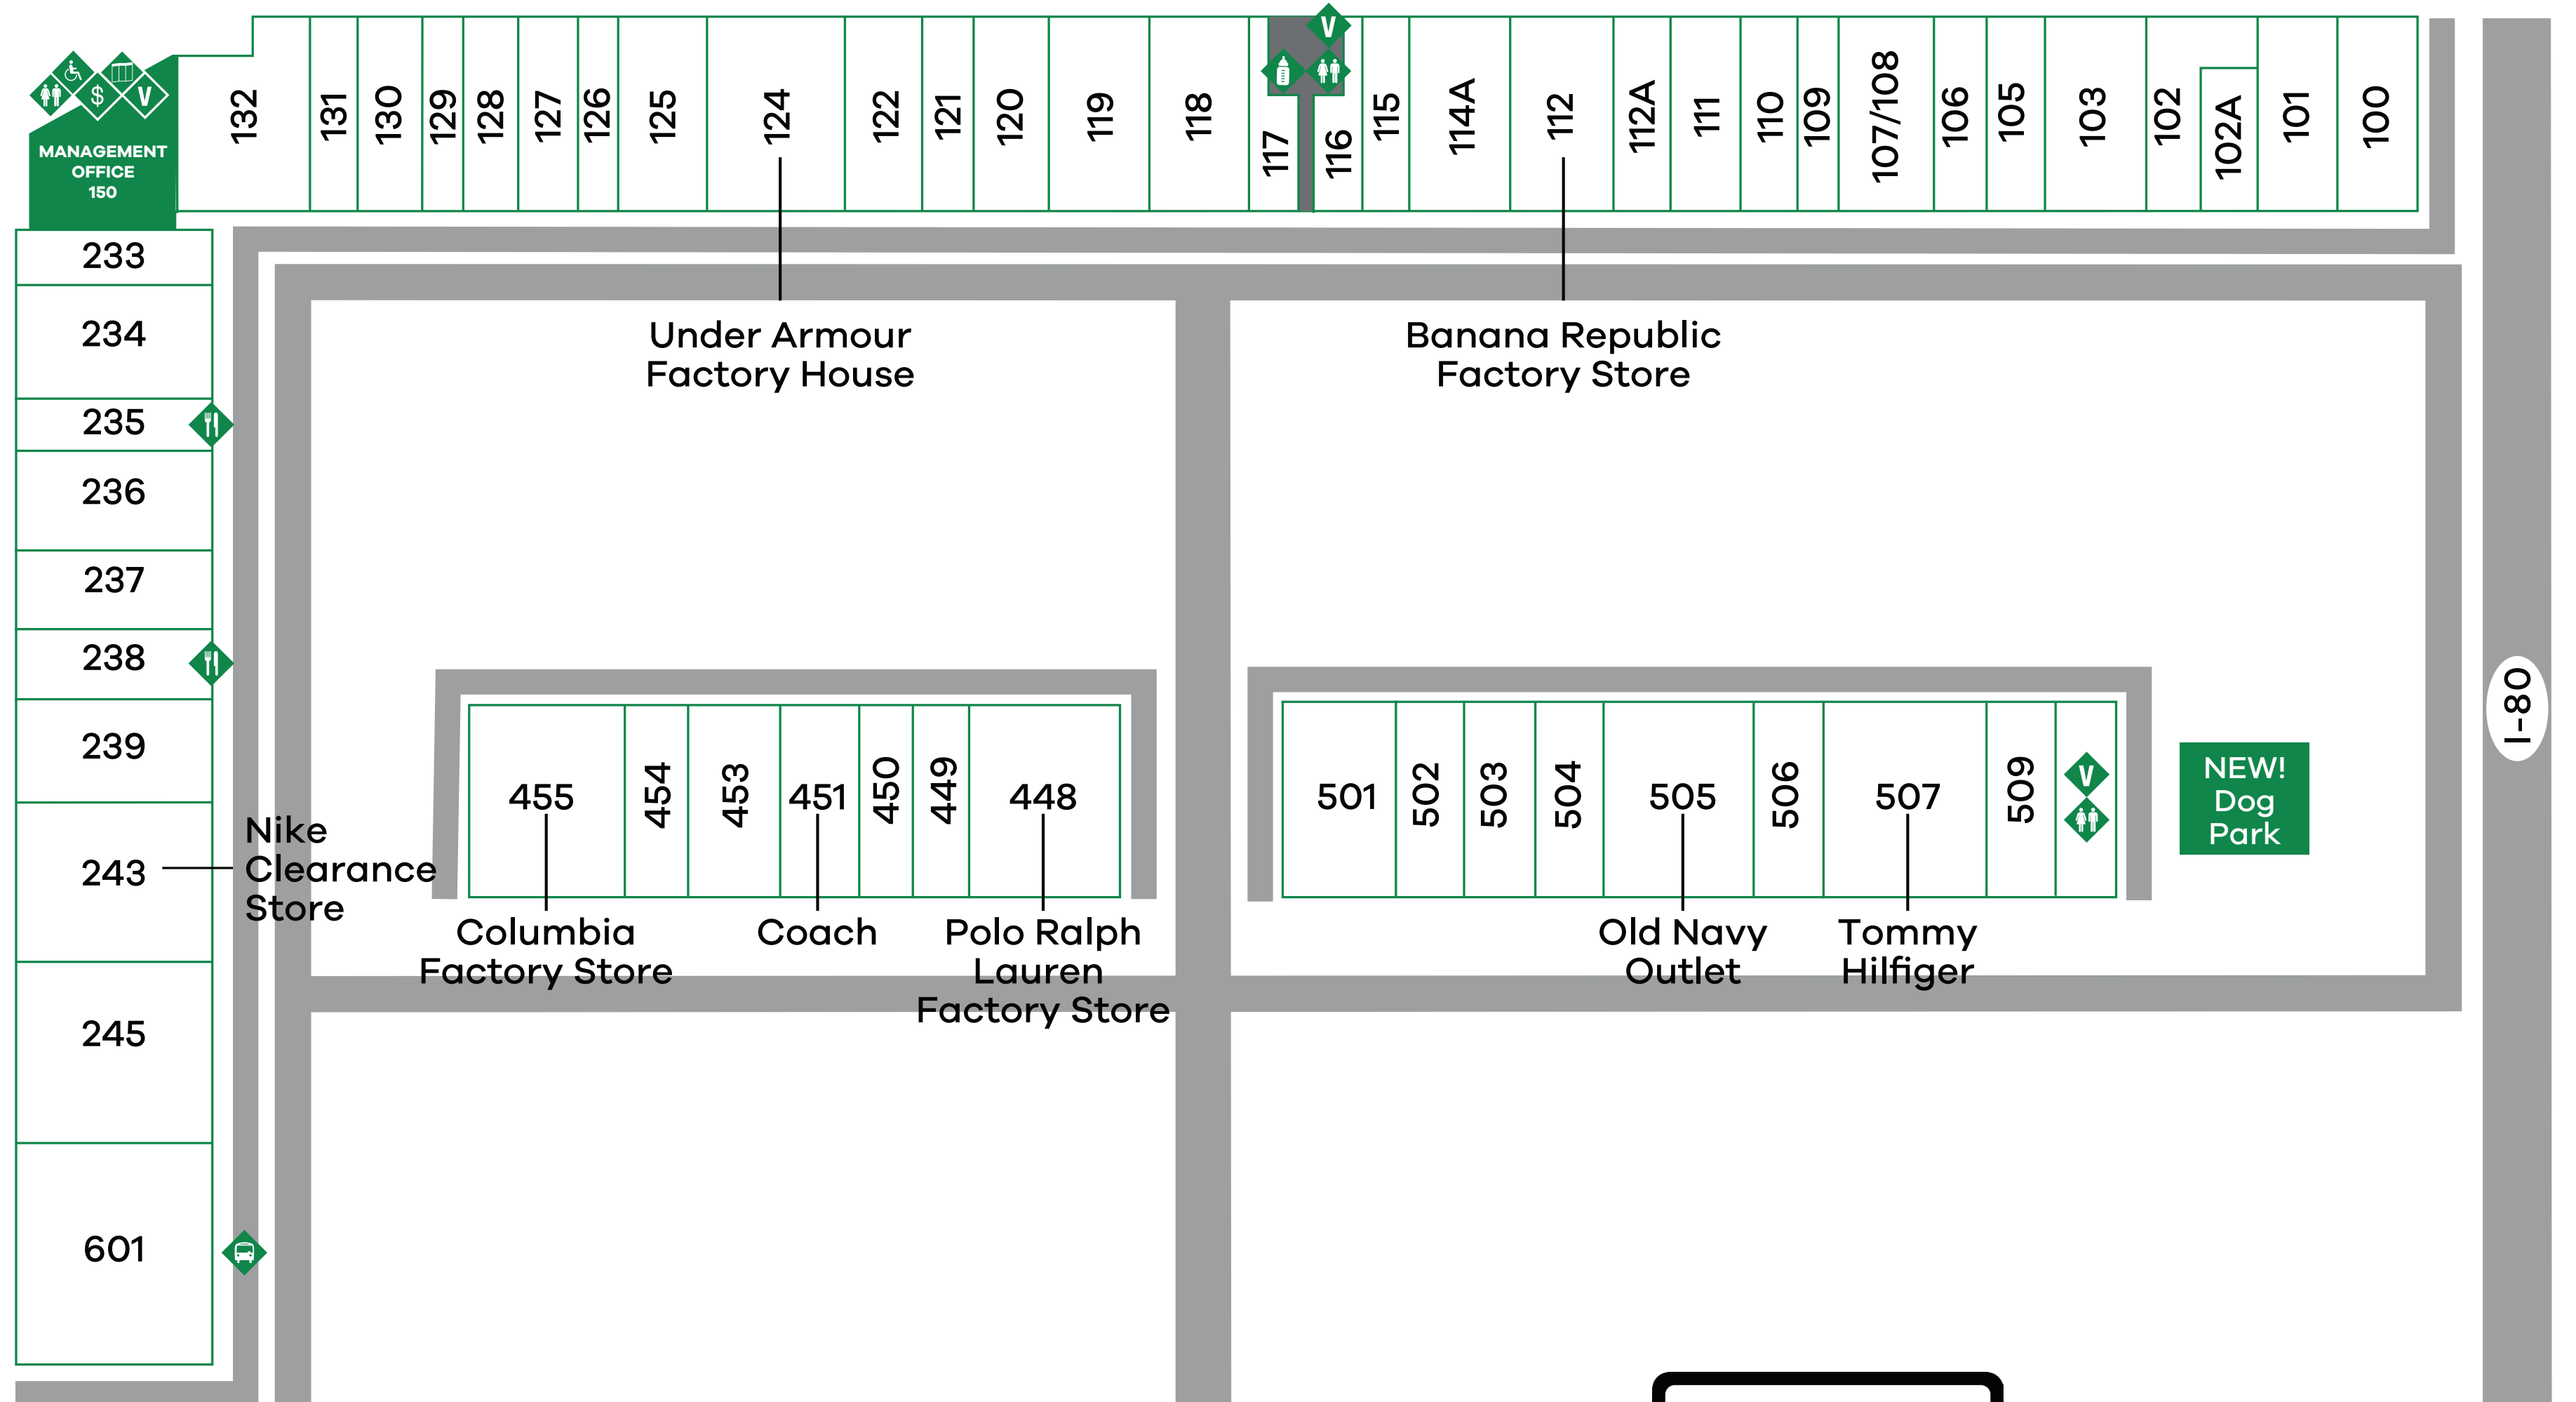 132
131
130
129
128
127
126
125
124
122
121
120
119
118
117
116
115
114A
112
112A
111
110
109
107/108
106
105
103
102
102A
101
100
V
$
V
MANAGEMENT
OFFICE
150
233
234
235
236
237
238
239
243
245
601
Under Armour
Factory House
Banana Republic
Factory Store
Nike
Clearance
Store
455
454
453
451
450
449
448
Columbia
Factory Store
Coach
Polo Ralph
Lauren
Factory Store
501
502
503
504
505
506
507
509
V
Old Navy
Outlet
Tommy
Hilfiger
NEW!
Dog
Park
I-80